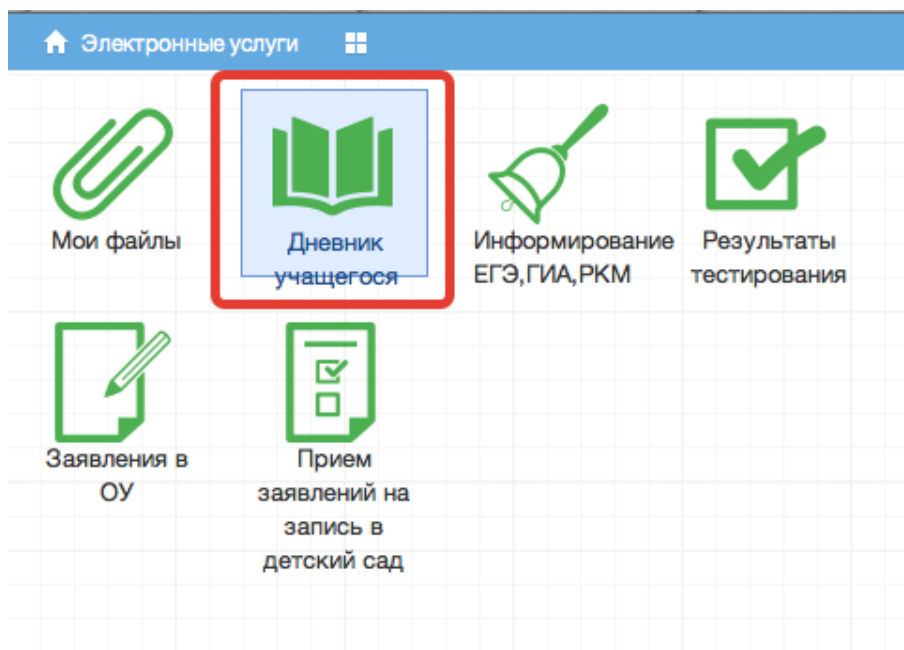 Электронные услуги
Мои файлы
Дневник
учащегося
Информирование
ЕГЭ,ГИА,РКМ
Результаты
тестирования
Заявления в
ОУ
Прием
заявлений на
запись в
детский сад